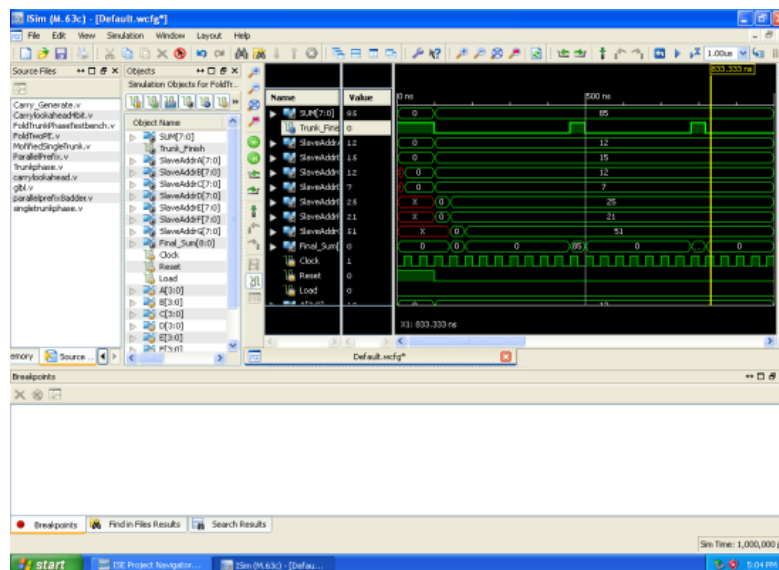 ISim (M.63c) - [Default.wcfg*]
File Edit View Simulation Window Layout Help
1.00us
Source Files
Carry_Generate.v
Carrylookahead4bit.v
FoldTrunkPhaseTestbench.v
FoldTwoPE.v
MofifiedSingleTrunk.v
ParallelPrefix.v
Trunkphase.v
carrylookahead.v
glbl.v
parallelprefix8adder.v
singletrunkphase.v
emory Source ...
Objects
Simulation Objects for FoldTr...
Object Name
SUM[7:0]
Trunk_Finish
SlaveAddrA[7:0]
SlaveAddrB[7:0]
SlaveAddrC[7:0]
SlaveAddrD[7:0]
SlaveAddrE[7:0]
SlaveAddrF[7:0]
SlaveAddrG[7:0]
Final_Sum[8:0]
Clock
Reset
Load
A[3:0]
B[3:0]
C[3:0]
D[3:0]
E[3:0]
F[3:0]
833.333 ns
Name Value 0 ns 500 ns
SUM[7:0] 85 0 85
Trunk_Finis 0
SlaveAddr 12 0 12
SlaveAddr 15 0 15
SlaveAddr 12 0 12
SlaveAddr 7 0 7
SlaveAddr 25 X 0 25
SlaveAddr 21 X 0 21
SlaveAddr 51 X 0 51
Final_Sum[ 0 0 0 0 85 0 ... 0
Clock 1
Reset 0
Load 0
X1: 833.333 ns
Default.wcfg*
Breakpoints
Breakpoints Find in Files Results Search Results
Sim Time: 1,000,000
start ISE Project Navigator... ISim (M.63c) - [Defau... 5:04 PM